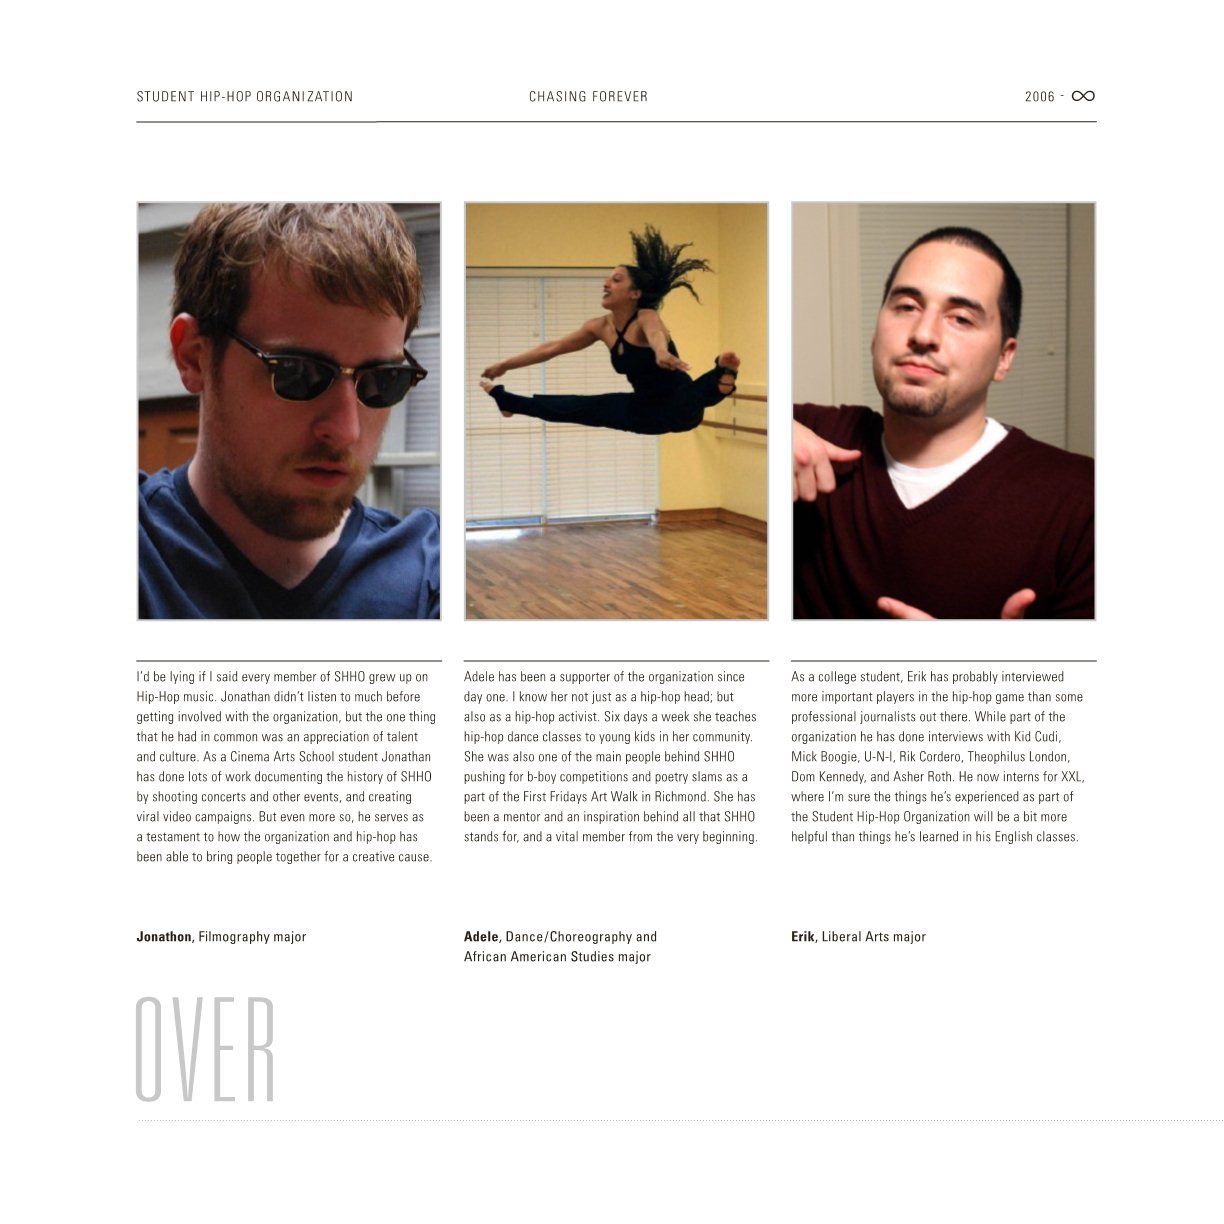 STUDENT HIP-HOP ORGANIZATION
CHASING FOREVER
2006 - ∞
I'd be lying if I said every member of SHHO grew up on
Hip-Hop music. Jonathan didn't listen to much before
getting involved with the organization, but the one thing
that he had in common was an appreciation of talent
and culture. As a Cinema Arts School student Jonathan
has done lots of work documenting the history of SHHO
by shooting concerts and other events, and creating
viral video campaigns. But even more so, he serves as
a testament to how the organization and hip-hop has
been able to bring people together for a creative cause.
Jonathon, Filmography major
Adele has been a supporter of the organization since
day one. I know her not just as a hip-hop head; but
also as a hip-hop activist. Six days a week she teaches
hip-hop dance classes to young kids in her community.
She was also one of the main people behind SHHO
pushing for b-boy competitions and poetry slams as a
part of the First Fridays Art Walk in Richmond. She has
been a mentor and an inspiration behind all that SHHO
stands for, and a vital member from the very beginning.
Adele, Dance/Choreography and
African American Studies major
As a college student, Erik has probably interviewed
more important players in the hip-hop game than some
professional journalists out there. While part of the
organization he has done interviews with Kid Cudi,
Mick Boogie, U-N-I, Rik Cordero, Theophilus London,
Dom Kennedy, and Asher Roth. He now interns for XXL,
where I'm sure the things he's experienced as part of
the Student Hip-Hop Organization will be a bit more
helpful than things he's learned in his English classes.
Erik, Liberal Arts major
OVER